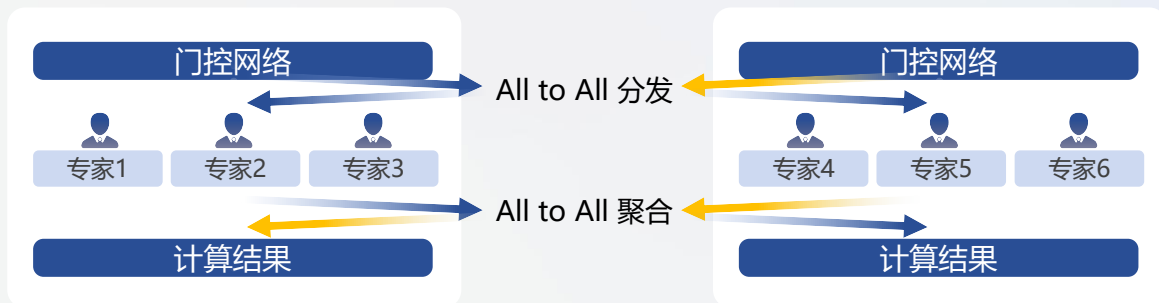 门控网络
门控网络
All to All 分发
专家1
专家2
专家3
专家4
专家5
专家6
All to All 聚合
计算结果
计算结果